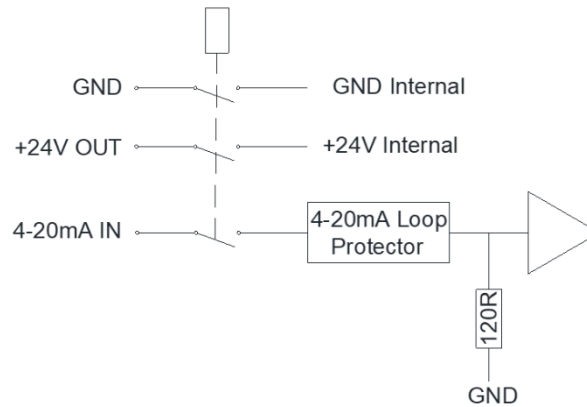 GND
GND Internal
+24V OUT
+24V Internal
4-20mA IN
4-20mA Loop
Protector
120R
GND